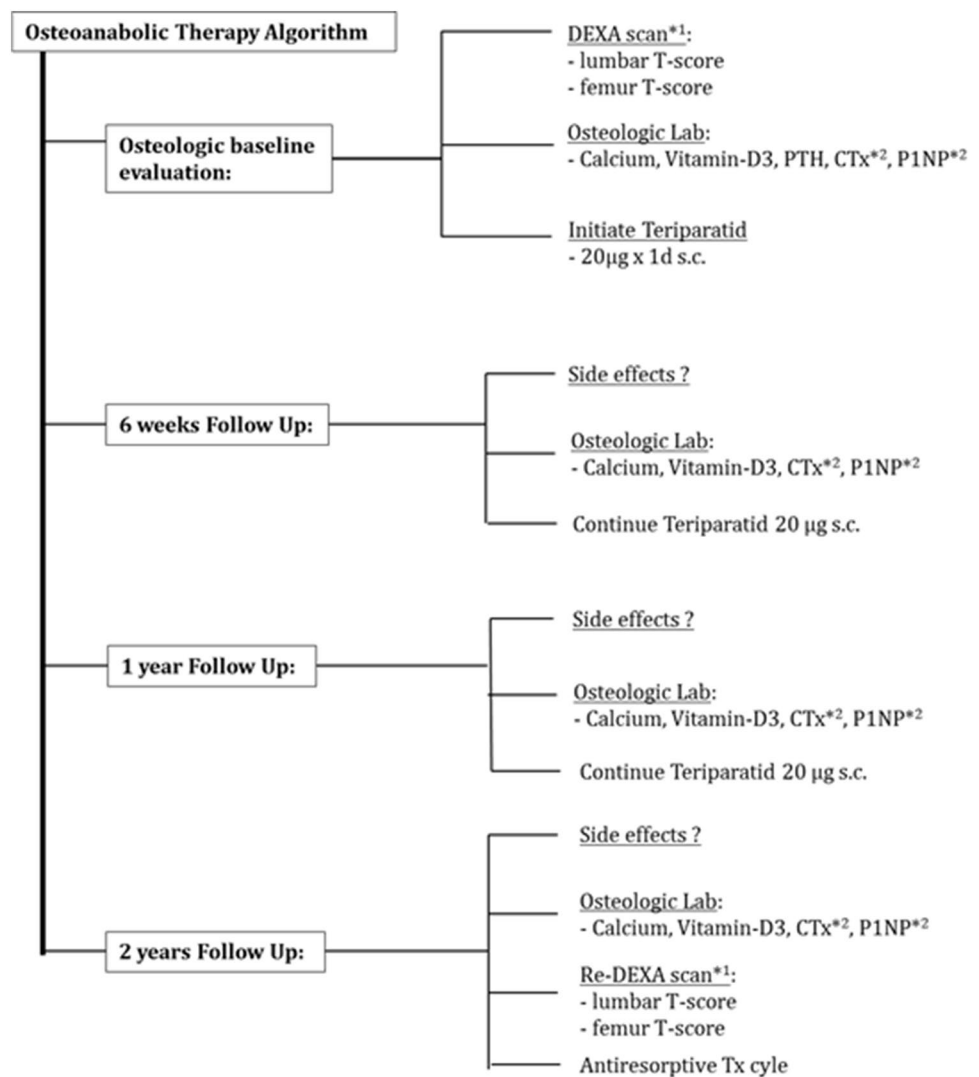 Osteoanabolic Therapy Algorithm
Osteologic baseline
evaluation:
DEXA scan*1:
- lumbar T-score
- femur T-score
Osteologic Lab:
- Calcium, Vitamin-D3, PTH, CTx*2, P1NP*2
Initiate Teriparatid
- 20μg x 1d s.c.
6 weeks Follow Up:
Side effects ?
Osteologic Lab:
- Calcium, Vitamin-D3, CTx*2, P1NP*2
Continue Teriparatid 20 μg s.c.
1 year Follow Up:
Side effects ?
Osteologic Lab:
- Calcium, Vitamin-D3, CTx*2, P1NP*2
Continue Teriparatid 20 μg s.c.
2 years Follow Up:
Side effects ?
Osteologic Lab:
- Calcium, Vitamin-D3, CTx*2, P1NP*2
Re-DEXA scan*1:
- lumbar T-score
- femur T-score
Antiresorptive Tx cyle